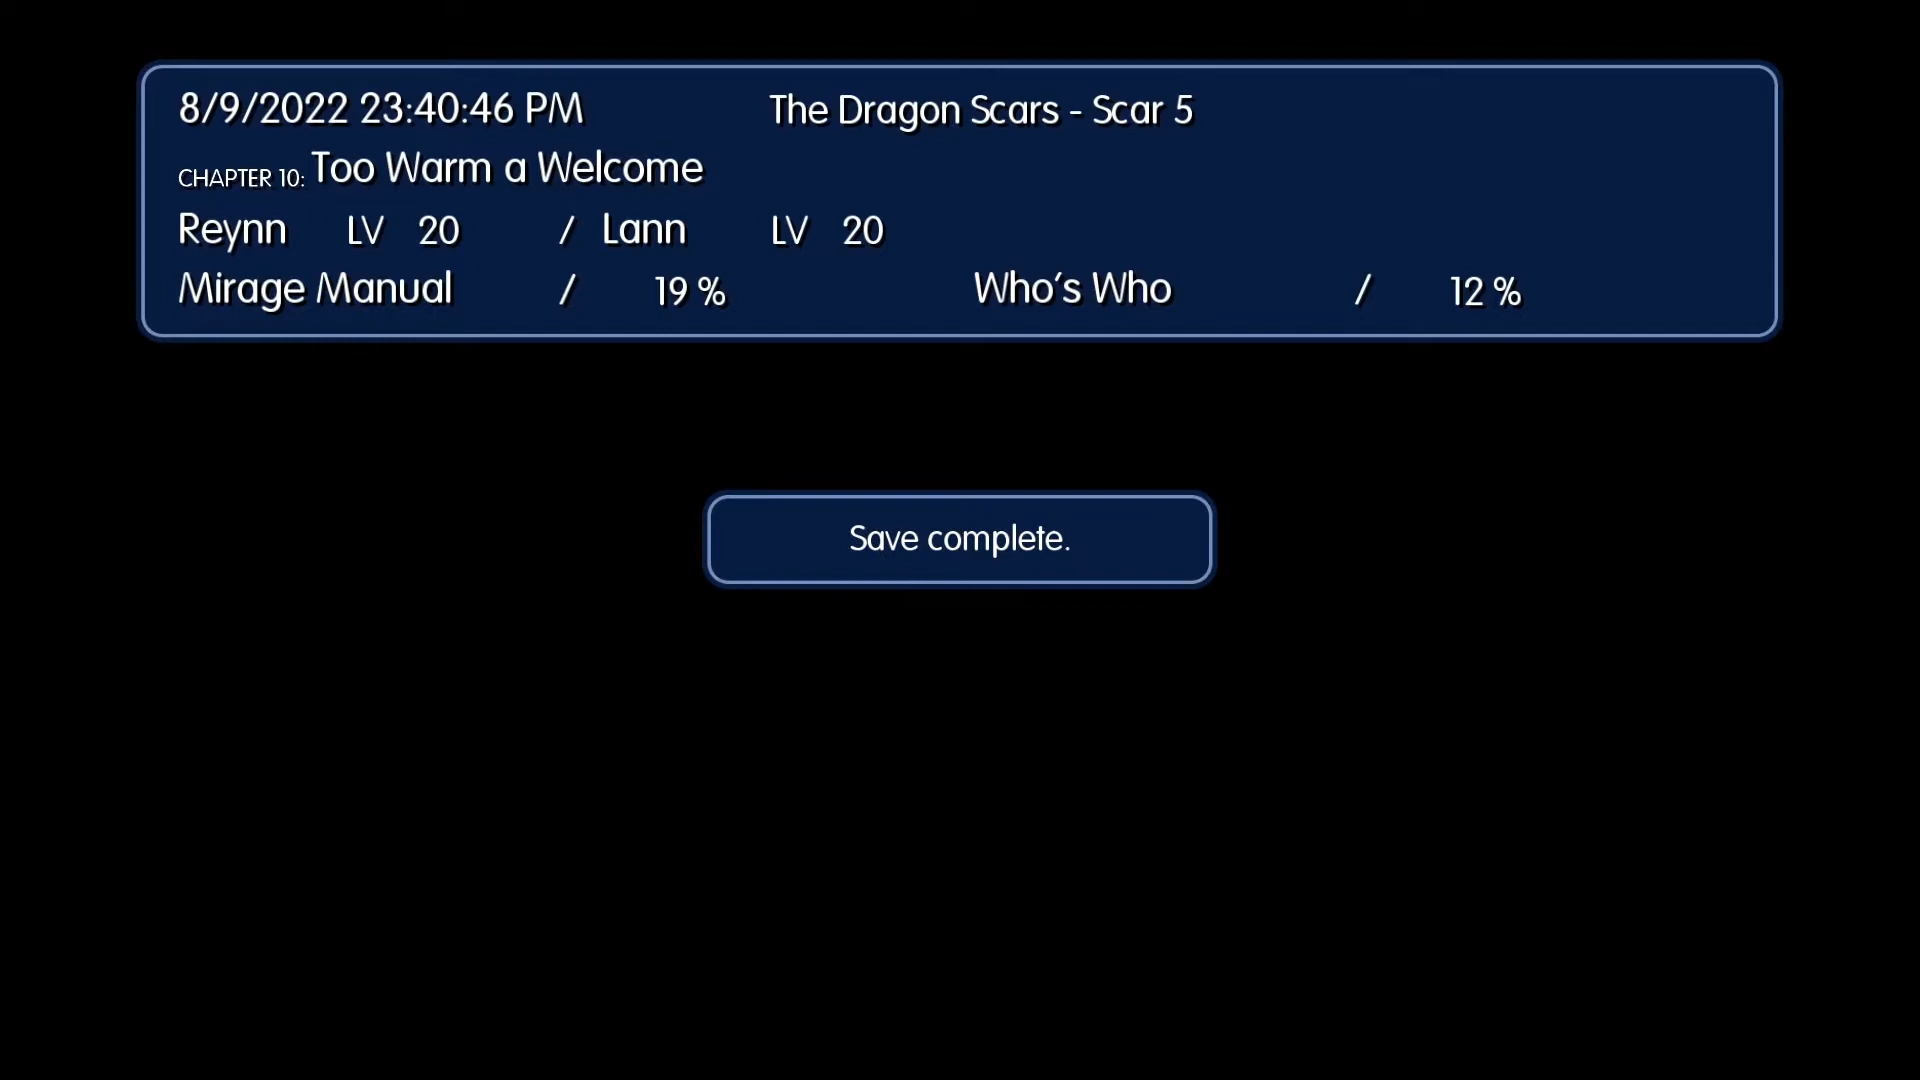 8/9/2022 23:40:46 PM The Dragon Scars - Scar 5
CHAPTER 10: Too Warm a Welcome
Reynn LV 20 / Lann LV 20
Mirage Manual / 19 % Who's Who / 12 %
Save complete.